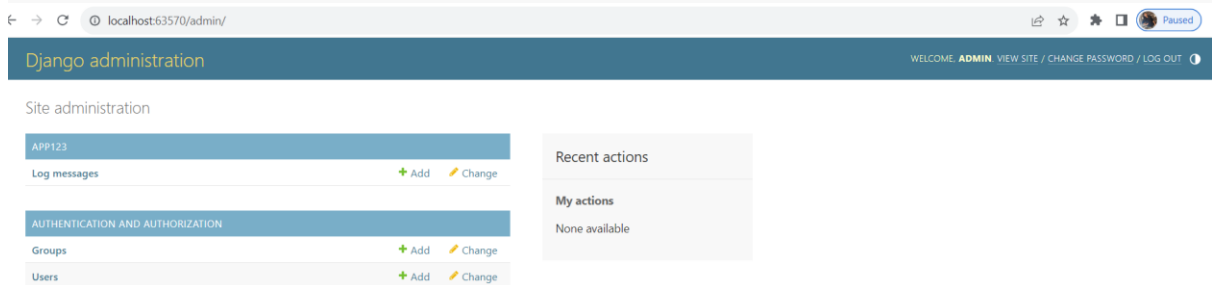 localhost:63570/admin/
Paused
Django administration
WELCOME, ADMIN. VIEW SITE / CHANGE PASSWORD / LOG OUT
Site administration
APP123
Log messages Add Change
AUTHENTICATION AND AUTHORIZATION
Groups Add Change
Users Add Change
Recent actions
My actions
None available